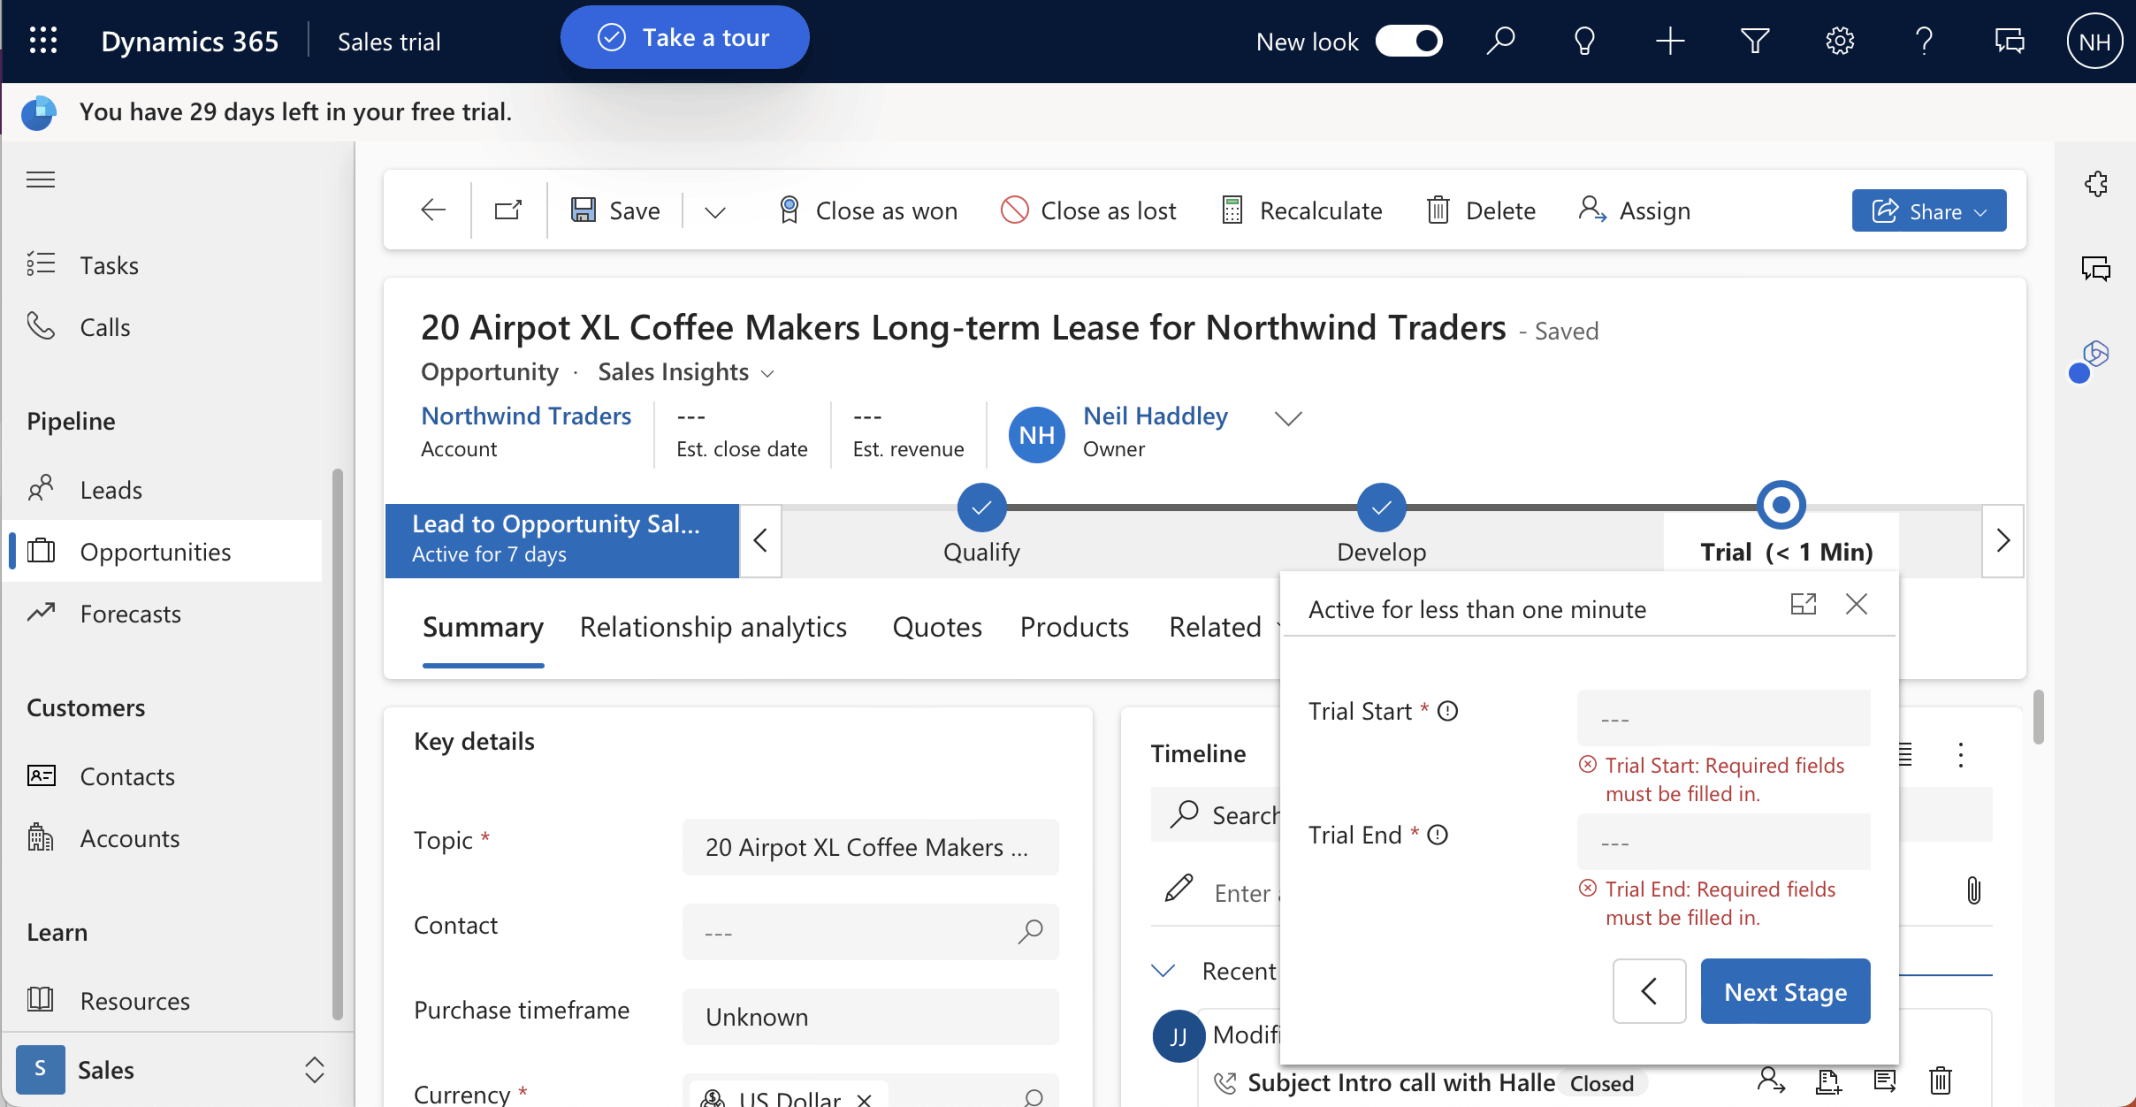 Dynamics 365
Sales trial
Take a tour
New look
NH
You have 29 days left in your free trial.
Save
Close as won
Close as lost
Recalculate
Delete
Assign
Share
Tasks
Calls
Pipeline
Leads
Opportunities
Forecasts
Customers
Contacts
Accounts
Learn
Resources
S
Sales
20 Airpot XL Coffee Makers Long-term Lease for Northwind Traders - Saved
Opportunity · Sales Insights
Northwind Traders
Account
---
Est. close date
---
Est. revenue
NH
Neil Haddley
Owner
Lead to Opportunity Sal...
Active for 7 days
Qualify
Develop
Trial (< 1 Min)
Summary
Relationship analytics
Quotes
Products
Related
Active for less than one minute
Trial Start *
---
Trial Start: Required fields
must be filled in.
Trial End *
---
Trial End: Required fields
must be filled in.
Next Stage
Key details
Topic *
20 Airpot XL Coffee Makers ...
Contact
---
Purchase timeframe
Unknown
Currency *
US Dollar
Timeline
Search
Enter
Recent
JJ
Modifi
Subject Intro call with Halle
Closed